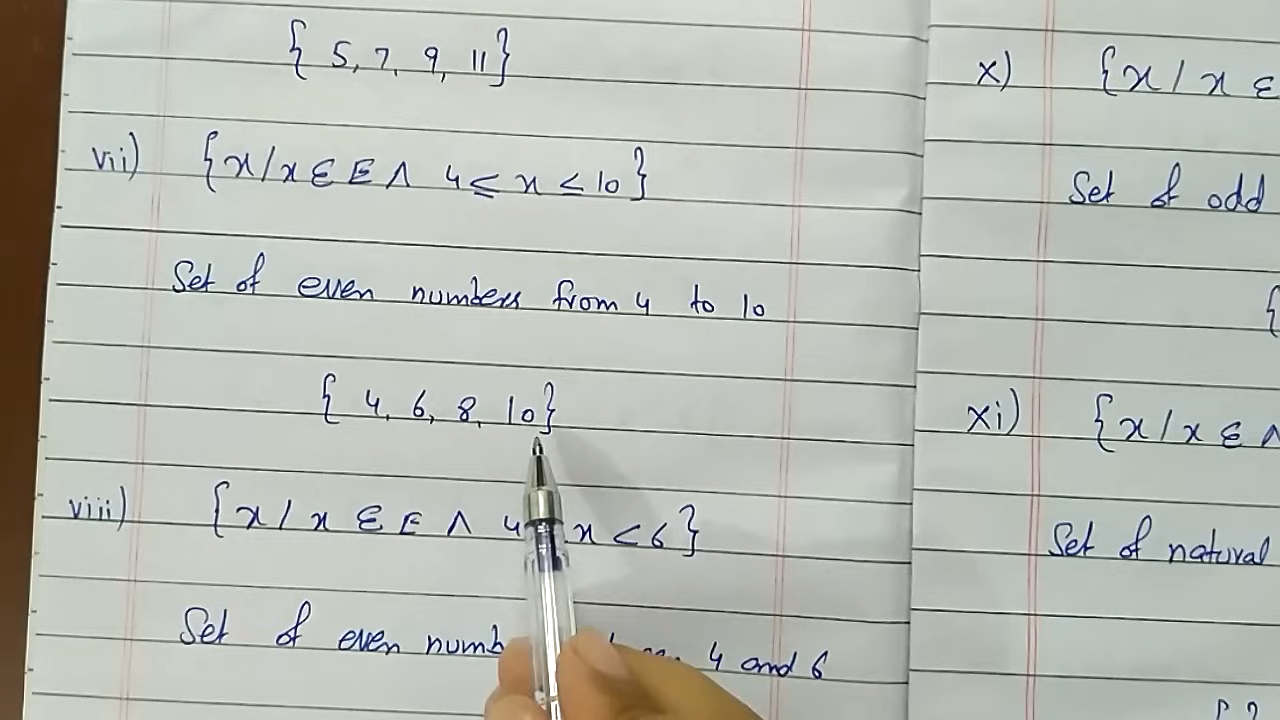 { 5, 7, 9, 11 }
vii) {x / x ∈ E ∧ 4 ≤ x ≤ 10 }
Set of even numbers from 4 to 10
{ 4, 6, 8, 10 }
viii) {x / x ∈ E ∧ 4 x < 6 }
Set of even 4 and 6
x) {x / x ∈
Set of odd
{
xi) {x / x ∈
Set of natural